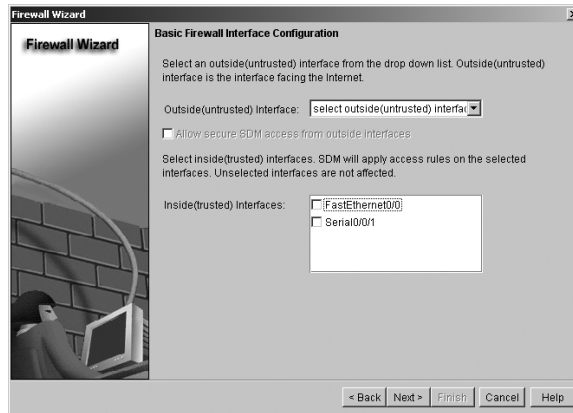 Firewall Wizard
Firewall Wizard
Basic Firewall Interface Configuration
Select an outside(untrusted) interface from the drop down list. Outside(untrusted)
interface is the interface facing the Internet.
Outside(untrusted) Interface:
select outside(untrusted) interfac
Allow secure SDM access from outside interfaces
Select inside(trusted) interfaces. SDM will apply access rules on the selected
interfaces. Unselected interfaces are not affected.
Inside(trusted) Interfaces:
FastEthernet0/0
Serial0/0/1
< Back
Next >
Finish
Cancel
Help